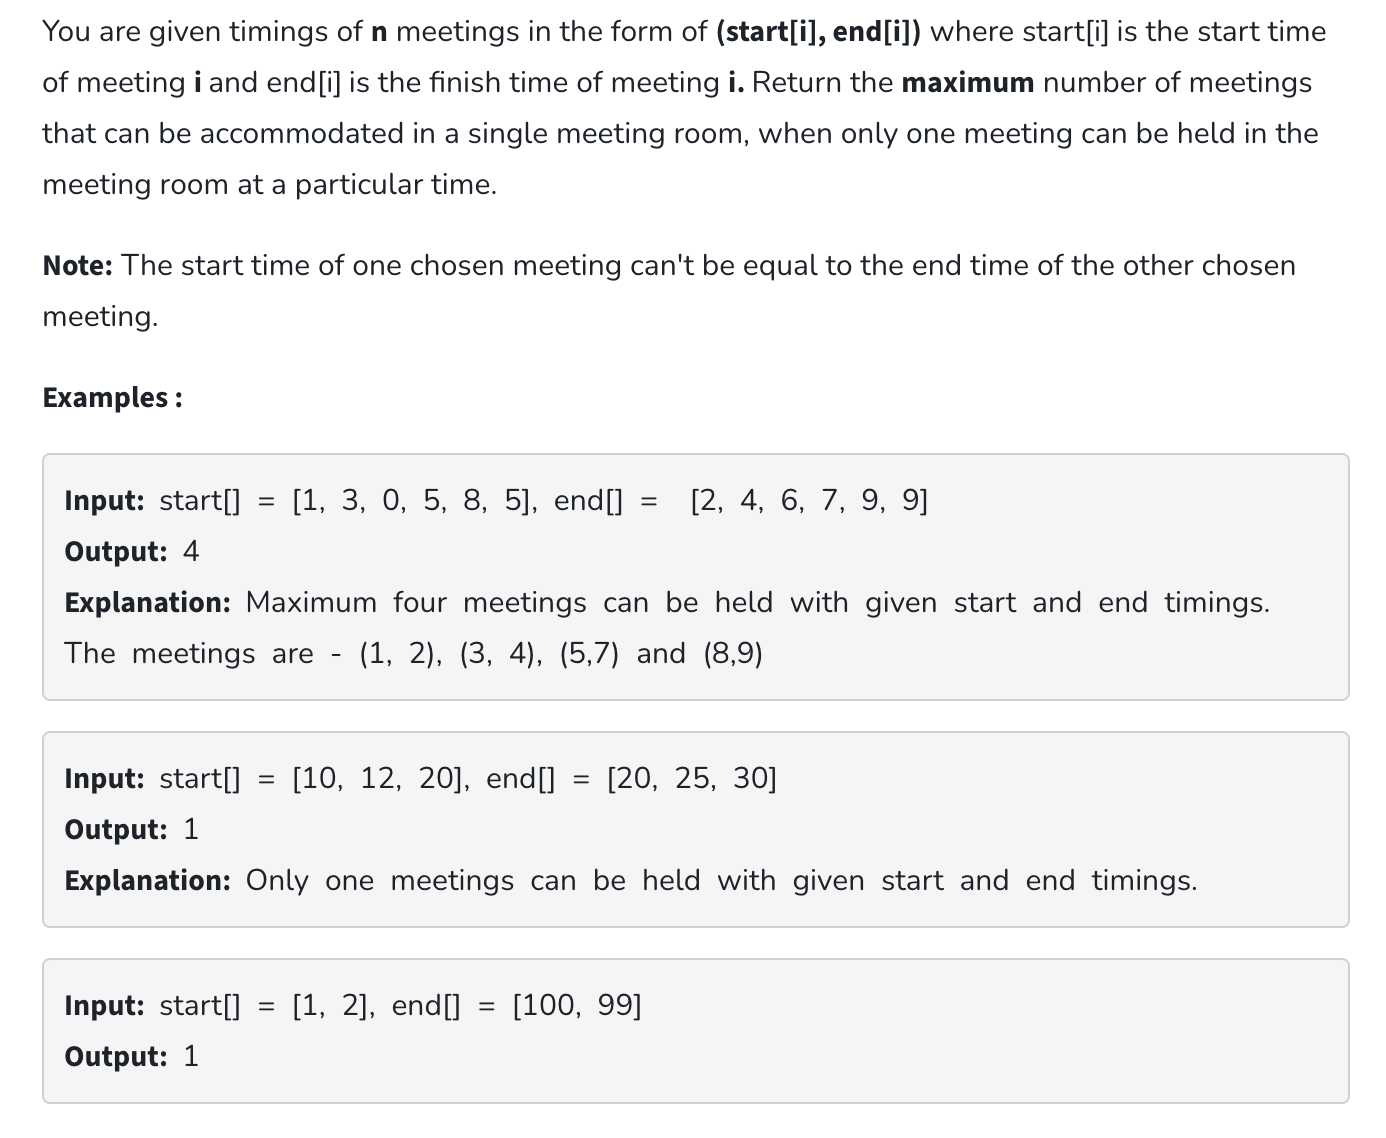 You are given timings of n meetings in the form of (start[i], end[i]) where start[i] is the start time
of meeting i and end[i] is the finish time of meeting i. Return the maximum number of meetings
that can be accommodated in a single meeting room, when only one meeting can be held in the
meeting room at a particular time.
Note: The start time of one chosen meeting can't be equal to the end time of the other chosen
meeting.
Examples :
Input: start[] = [1, 3, 0, 5, 8, 5], end[] = [2, 4, 6, 7, 9, 9]
Output: 4
Explanation: Maximum four meetings can be held with given start and end timings.
The meetings are - (1, 2), (3, 4), (5,7) and (8,9)
Input: start[] = [10, 12, 20], end[] = [20, 25, 30]
Output: 1
Explanation: Only one meetings can be held with given start and end timings.
Input: start[] = [1, 2], end[] = [100, 99]
Output: 1